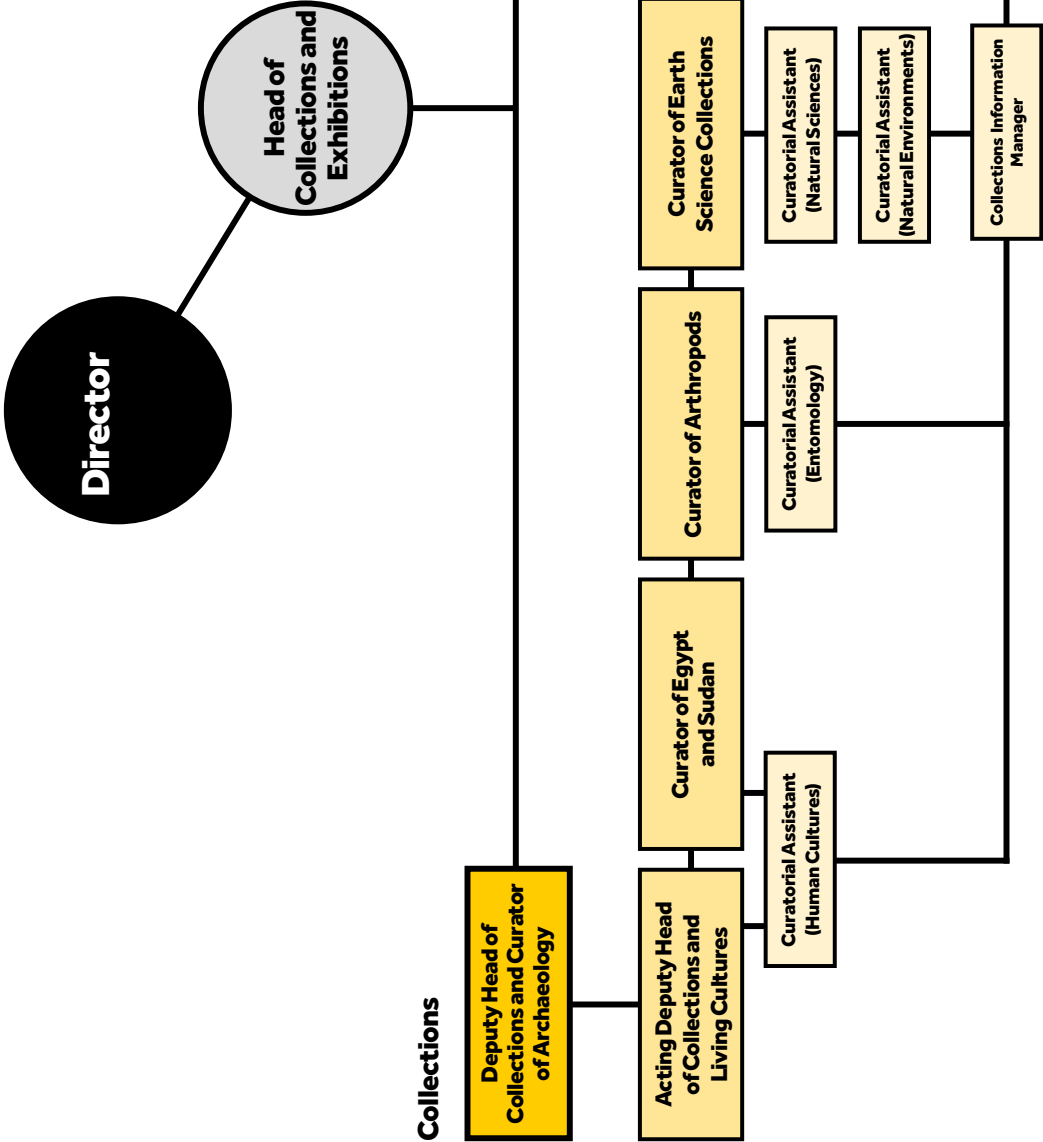 Director
Head of
Collections and
Exhibitions
Collections
Deputy Head of
Collections and Curator
of Archaeology
Acting Deputy Head
of Collections and
Living Cultures
Curator of Egypt
and Sudan
Curator of Arthropods
Curator of Earth
Science Collections
Curatorial Assistant
(Human Cultures)
Curatorial Assistant
(Entomology)
Curatorial Assistant
(Natural Sciences)
Curatorial Assistant
(Natural Environments)
Collections Information
Manager